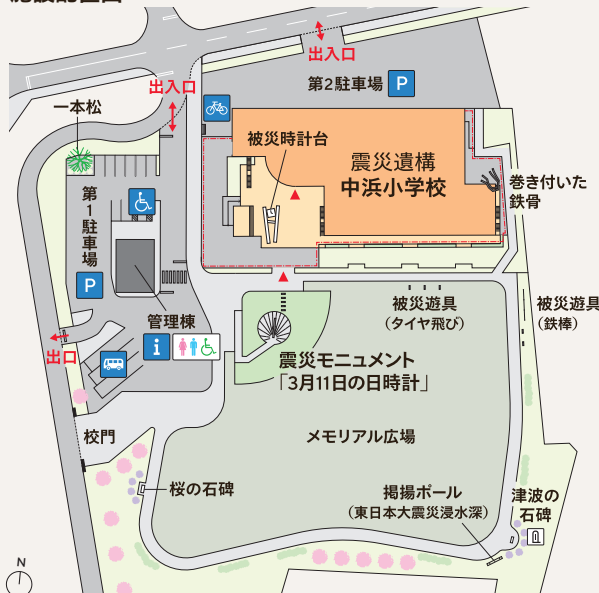 出入口
第2駐車場 P
出入口
一本松
被災時計台
震災遺構
中浜小学校
巻き付いた
鉄骨
第1駐車場
P
被災遊具
(タイヤ飛び)
被災遊具
(鉄棒)
管理棟
i
出口
震災モニュメント
「3月11日の日時計」
校門
メモリアル広場
桜の石碑
掲揚ポール
(東日本大震災浸水深)
津波の
石碑
N